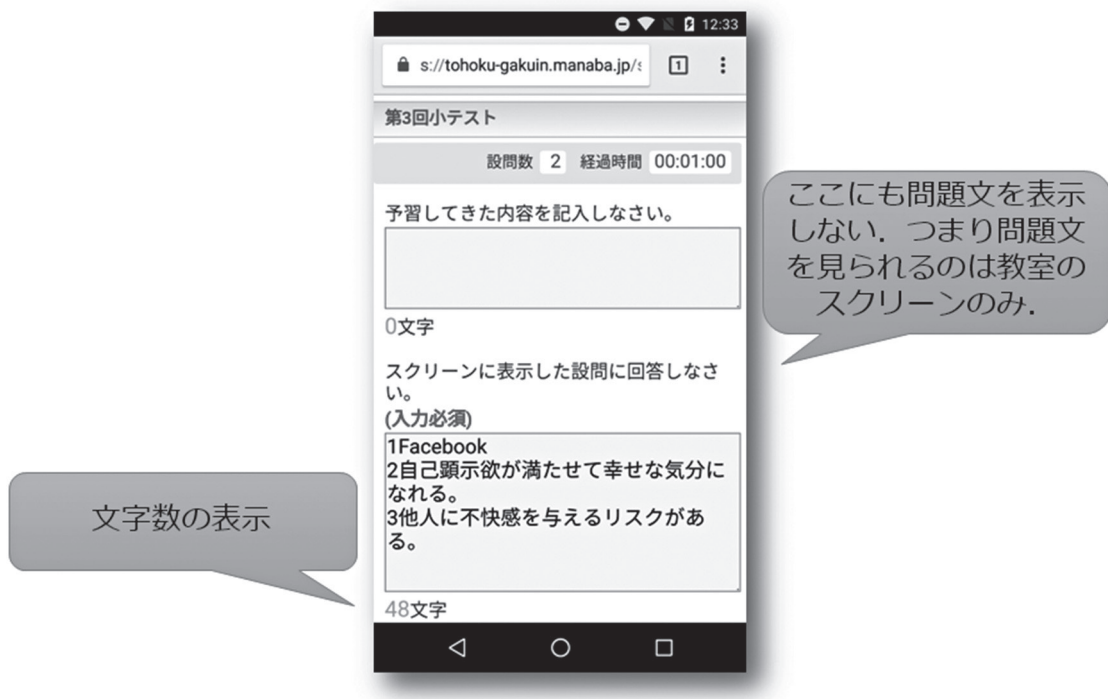 12:33
s://tohoku-gakuin.manaba.jp/s
1
第3回小テスト
設問数 2 経過時間 00:01:00
予習してきた内容を記入しなさい。
0文字
スクリーンに表示した設問に回答しなさ
い。
(入力必須)
1Facebook
2自己顕示欲が満たせて幸せな気分に
なれる。
3他人に不快感を与えるリスクがあ
る。
48文字
ここにも問題文を表示
しない．つまり問題文
を見られるのは教室の
スクリーンのみ．
文字数の表示